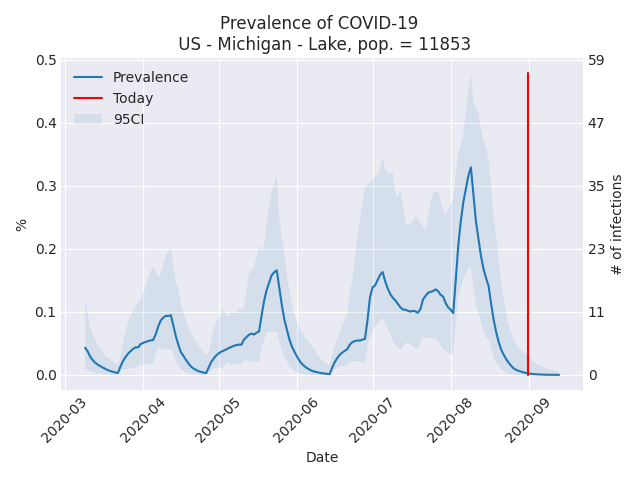 Prevalence of COVID-19
US - Michigan - Lake, pop. = 11853
Prevalence
Today
95CI
%
0.5
0.4
0.3
0.2
0.1
0.0
59
47
35
23
11
0
# of infections
2020-03
2020-04
2020-05
2020-06
2020-07
2020-08
2020-09
Date